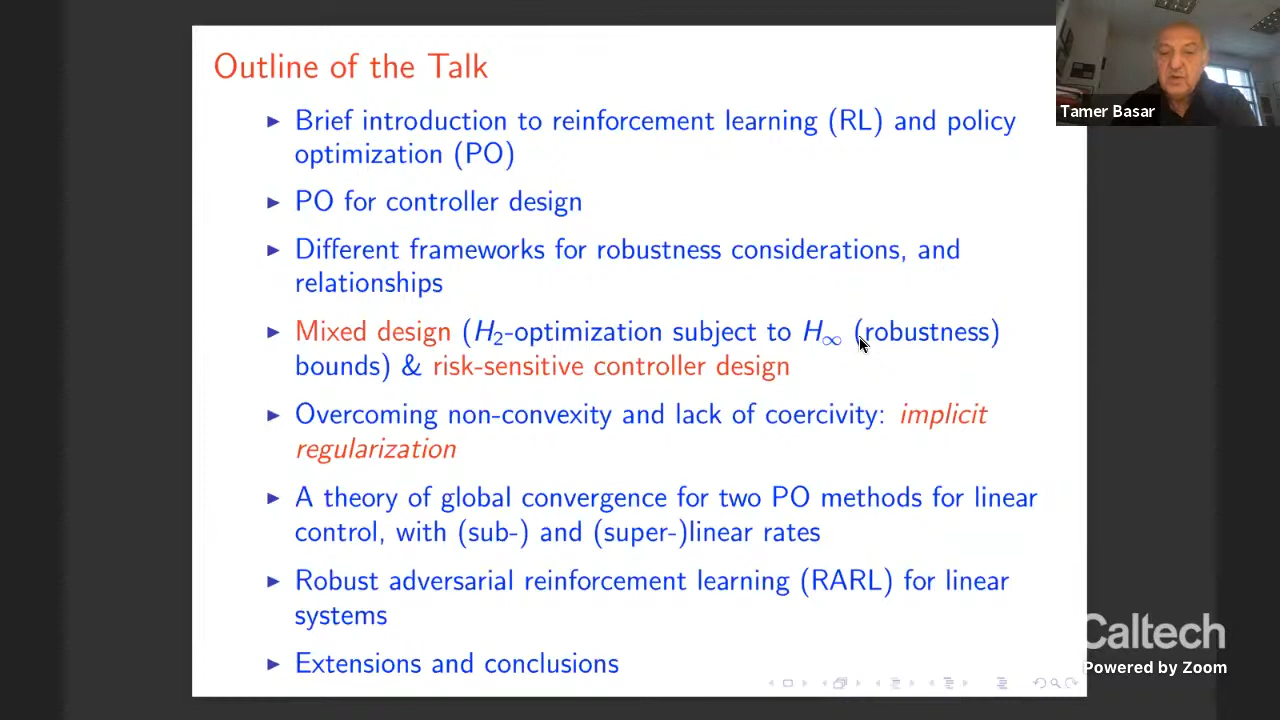 Outline of the Talk
▶ Brief introduction to reinforcement learning (RL) and policy
optimization (PO)
▶ PO for controller design
▶ Different frameworks for robustness considerations, and
relationships
▶ Mixed design (H₂-optimization subject to H∞ (robustness)
bounds) & risk-sensitive controller design
▶ Overcoming non-convexity and lack of coercivity: implicit
regularization
▶ A theory of global convergence for two PO methods for linear
control, with (sub-) and (super-)linear rates
▶ Robust adversarial reinforcement learning (RARL) for linear
systems
▶ Extensions and conclusions
Tamer Basar
Caltech
Powered by Zoom